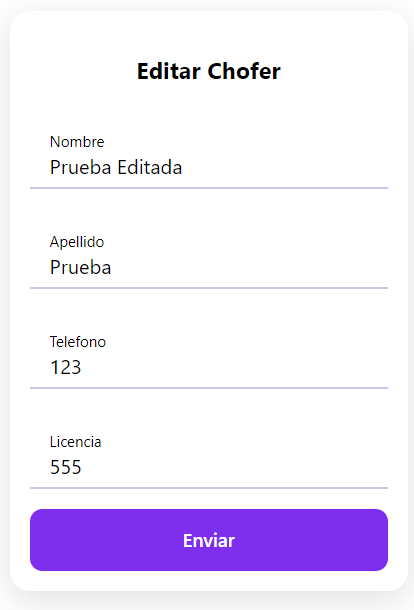 Editar Chofer
Nombre
Prueba Editada
Apellido
Prueba
Telefono
123
Licencia
555
Enviar